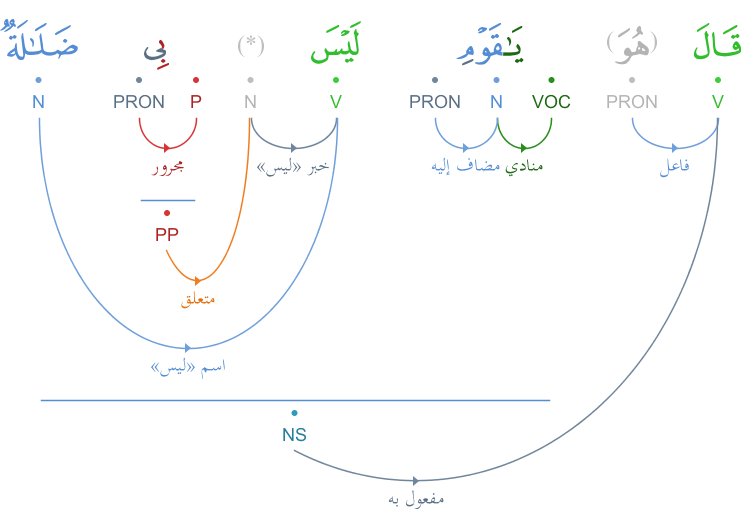 قَالَ (هُوَ) يَـٰقَوْمِ لَيْسَ (*) بِى ضَلَـٰلَةٌ
V PRON VOC N PRON V N P PRON N
فاعل منادي مضاف إليه خبر «ليس» مجرور
PP
متعلق
اسم «ليس»
NS
مفعول به